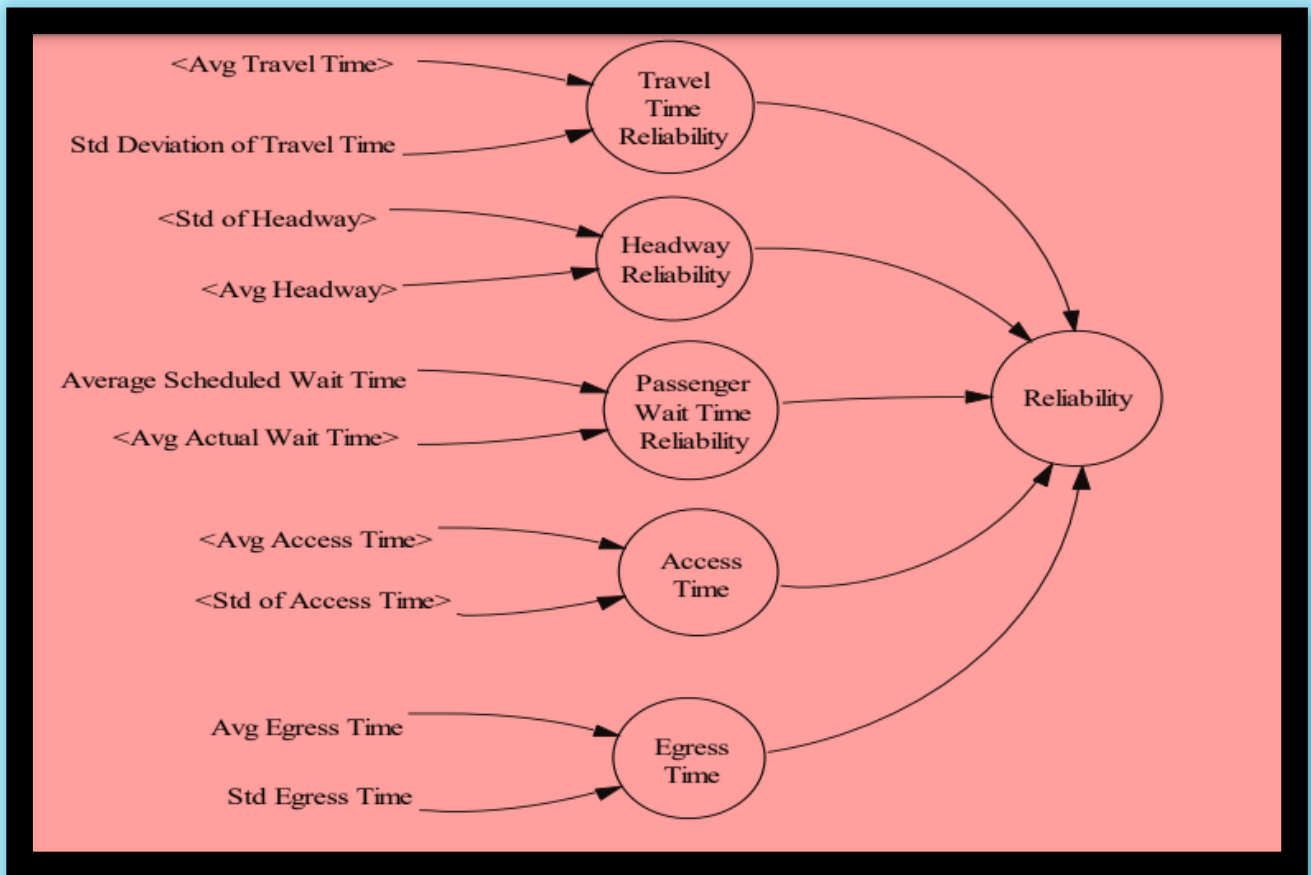 <Avg Travel Time>
Std Deviation of Travel Time
Travel
Time
Reliability
<Std of Headway>
<Avg Headway>
Headway
Reliability
Average Scheduled Wait Time
<Avg Actual Wait Time>
Passenger
Wait Time
Reliability
Reliability
<Avg Access Time>
<Std of Access Time>
Access
Time
Avg Egress Time
Std Egress Time
Egress
Time